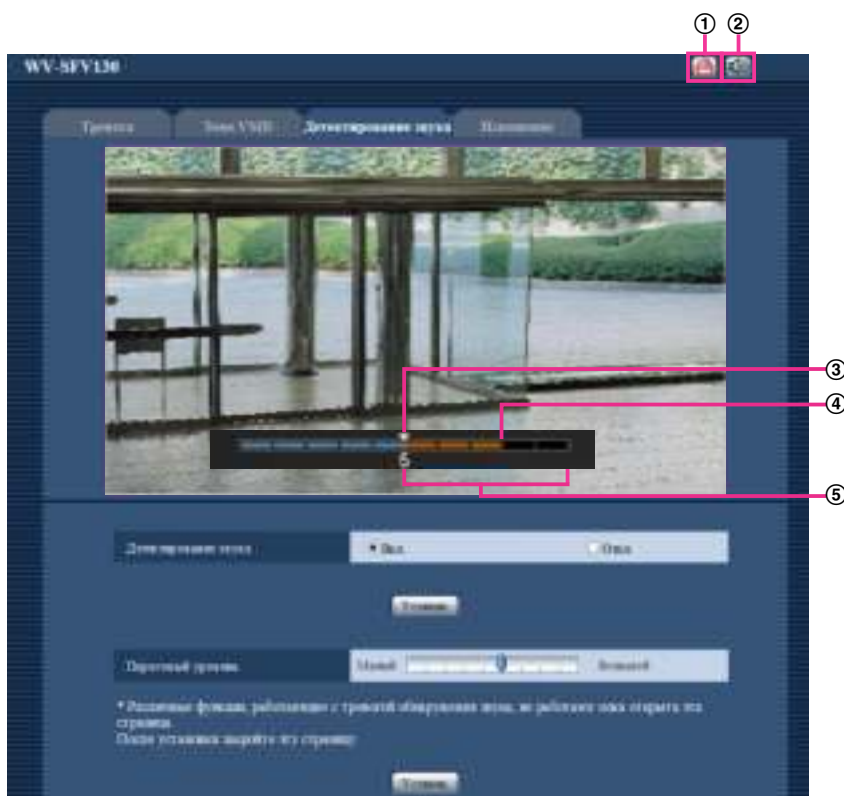 ① ②
WV-SFV130
Тревога Зона VMD Детектирование звука Изменение
③
④
6
⑤
Детектирование звука Вкл Откл
Установ.
Пороговый уровень Малый Большой
* Различные функции, работающие с тревогой обнаружения звука, не работают пока открыта эта
страница.
После установки закройте эту страницу.
Установ.